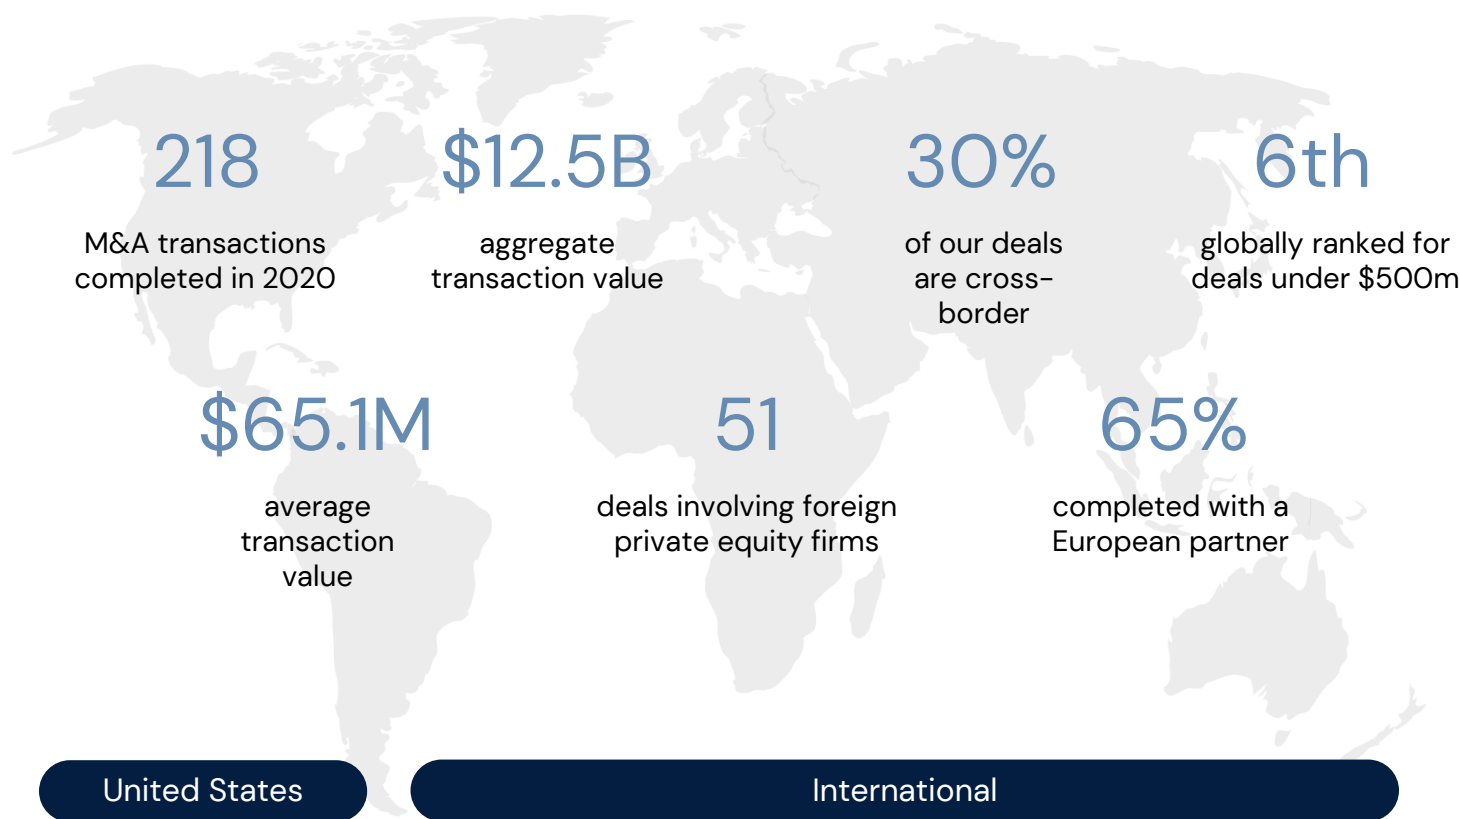 218
M&A transactions
completed in 2020
$12.5B
aggregate
transaction value
30%
of our deals
are cross-
border
6th
globally ranked for
deals under $500m
$65.1M
average
transaction
value
51
deals involving foreign
private equity firms
65%
completed with a
European partner
United States
International